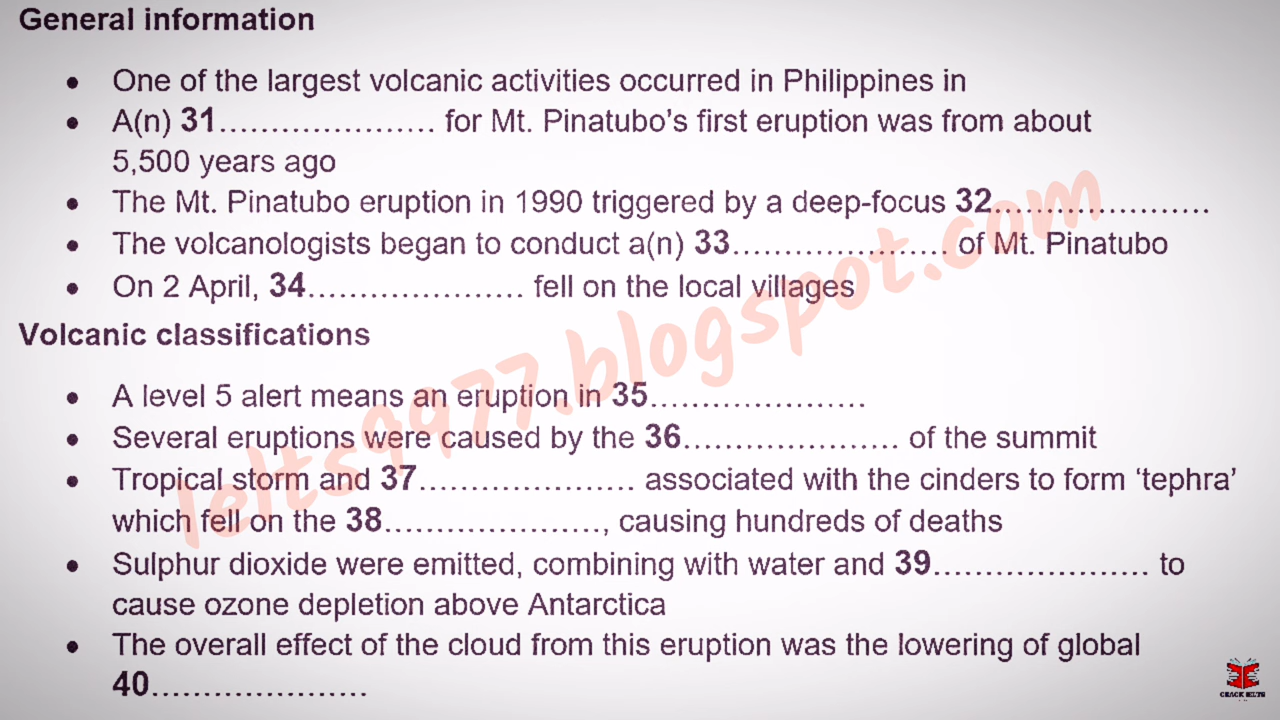 General information
• One of the largest volcanic activities occurred in Philippines in
• A(n) 31..................... for Mt. Pinatubo's first eruption was from about
5,500 years ago
• The Mt. Pinatubo eruption in 1990 triggered by a deep-focus 32.....................
• The volcanologists began to conduct a(n) 33..................... of Mt. Pinatubo
• On 2 April, 34..................... fell on the local villages
Volcanic classifications
• A level 5 alert means an eruption in 35.....................
• Several eruptions were caused by the 36..................... of the summit
• Tropical storm and 37..................... associated with the cinders to form 'tephra'
which fell on the 38....................., causing hundreds of deaths
• Sulphur dioxide were emitted, combining with water and 39..................... to
cause ozone depletion above Antarctica
• The overall effect of the cloud from this eruption was the lowering of global
40.....................
Ielts9977.blogspot.com
CRACK IELTS